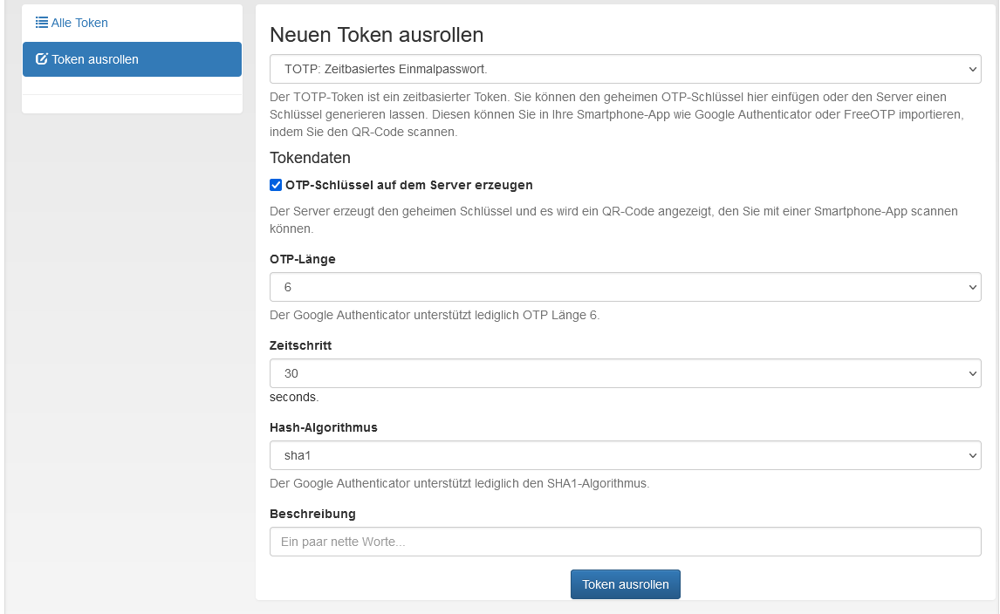 Alle Token
Token ausrollen
Neuen Token ausrollen
TOTP: Zeitbasiertes Einmalpasswort.
Der TOTP-Token ist ein zeitbasierter Token. Sie können den geheimen OTP-Schlüssel hier einfügen oder den Server einen
Schlüssel generieren lassen. Diesen können Sie in Ihre Smartphone-App wie Google Authenticator oder FreeOTP importieren,
indem Sie den QR-Code scannen.
Tokendaten
OTP-Schlüssel auf dem Server erzeugen
Der Server erzeugt den geheimen Schlüssel und es wird ein QR-Code angezeigt, den Sie mit einer Smartphone-App scannen
können.
OTP-Länge
6
Der Google Authenticator unterstützt lediglich OTP Länge 6.
Zeitschritt
30
seconds.
Hash-Algorithmus
sha1
Der Google Authenticator unterstützt lediglich den SHA1-Algorithmus.
Beschreibung
Ein paar nette Worte...
Token ausrollen